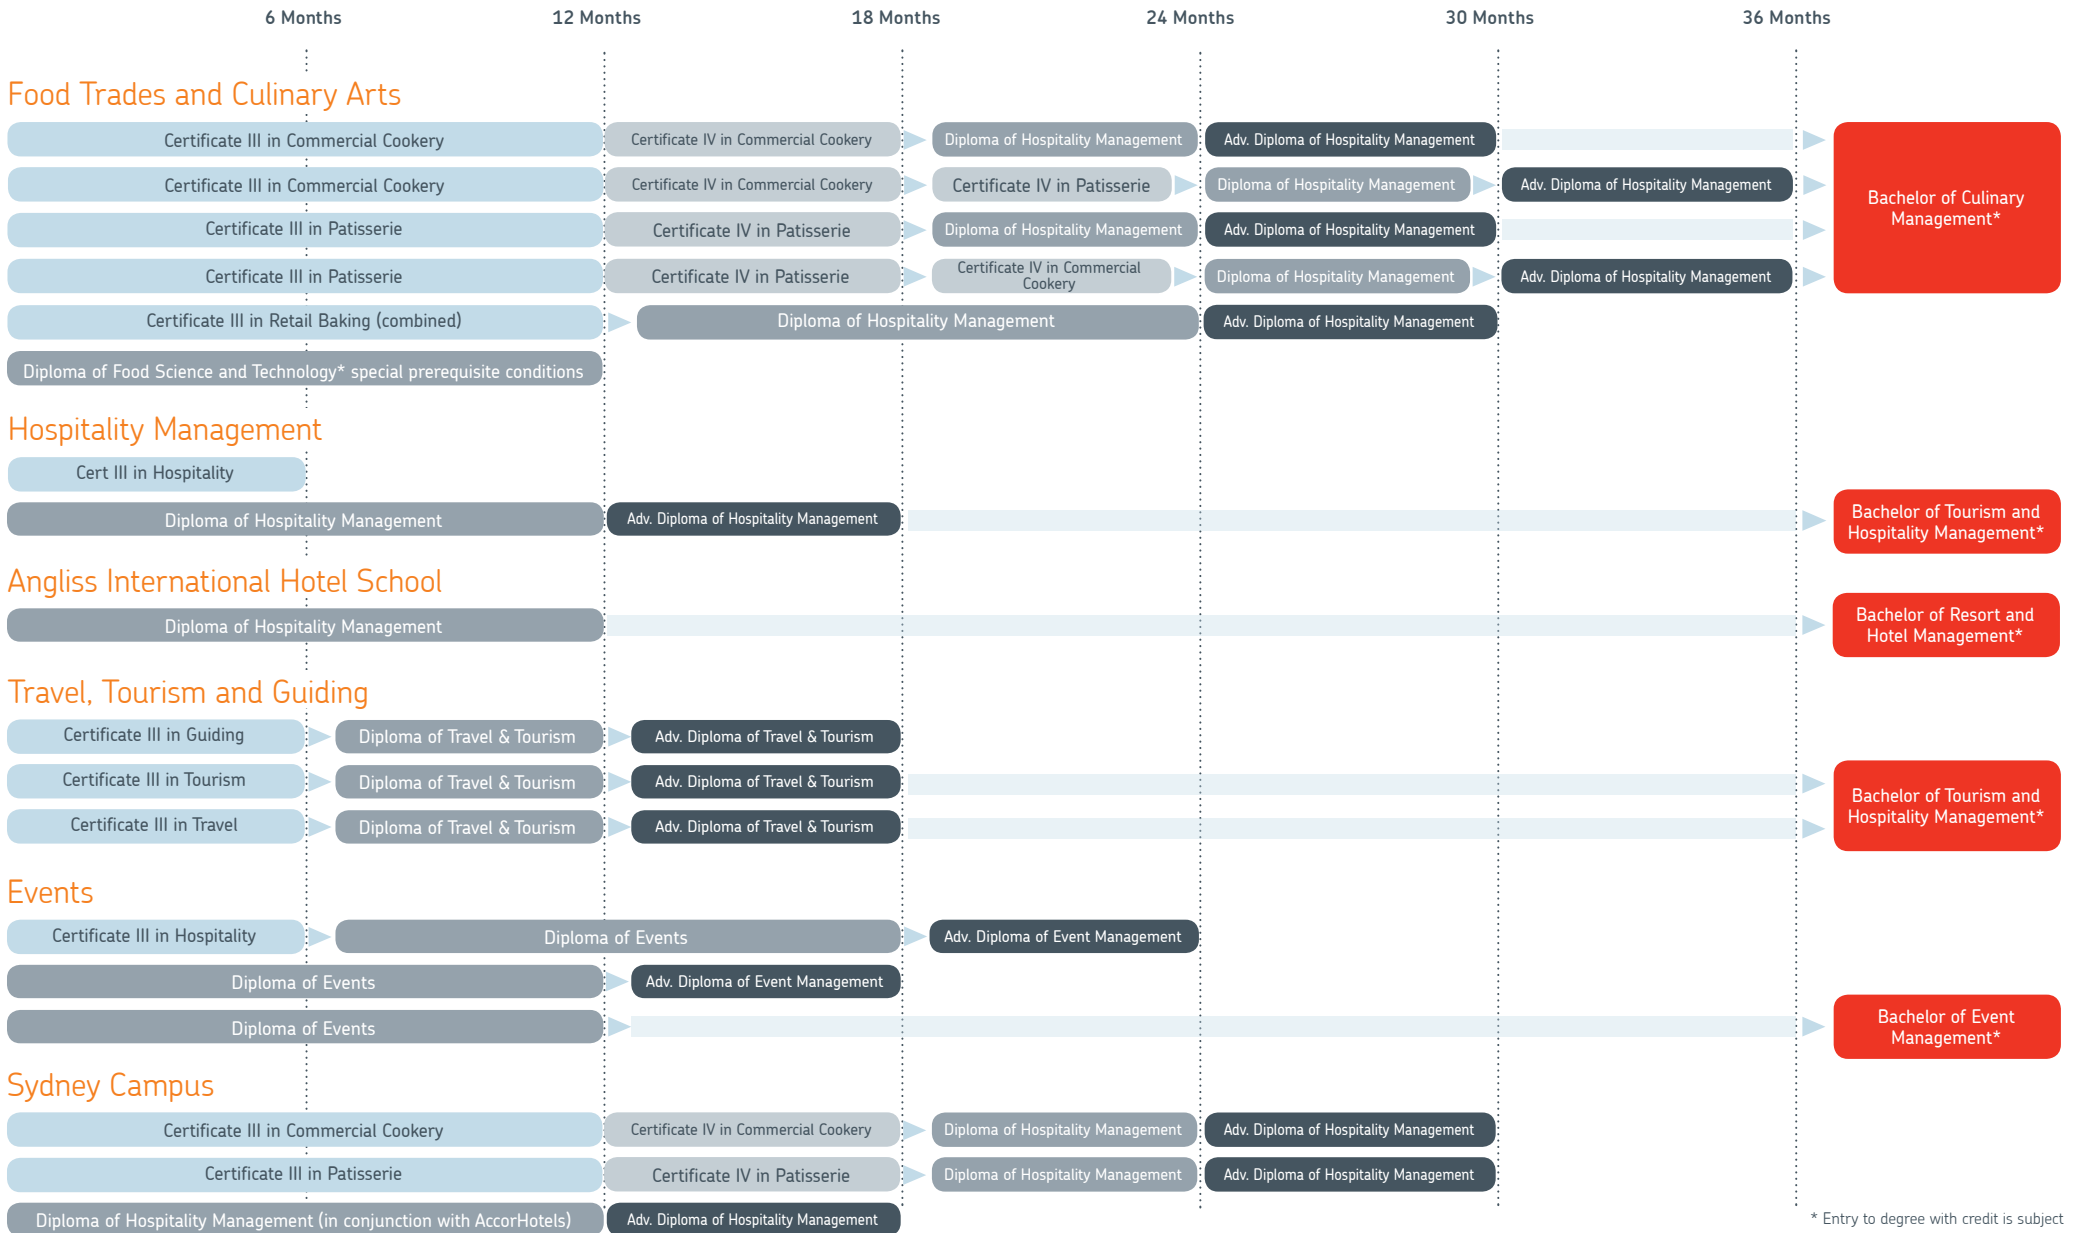 6 Months
12 Months
18 Months
24 Months
30 Months
36 Months
Food Trades and Culinary Arts
Certificate III in Commercial Cookery
Certificate IV in Commercial Cookery
Diploma of Hospitality Management
Adv. Diploma of Hospitality Management
Certificate III in Commercial Cookery
Certificate IV in Commercial Cookery
Certificate IV in Patisserie
Diploma of Hospitality Management
Adv. Diploma of Hospitality Management
Bachelor of Culinary
Management*
Certificate III in Patisserie
Certificate IV in Patisserie
Diploma of Hospitality Management
Adv. Diploma of Hospitality Management
Certificate III in Patisserie
Certificate IV in Patisserie
Certificate IV in Commercial
Cookery
Diploma of Hospitality Management
Adv. Diploma of Hospitality Management
Certificate III in Retail Baking (combined)
Diploma of Hospitality Management
Adv. Diploma of Hospitality Management
Diploma of Food Science and Technology* special prerequisite conditions
Hospitality Management
Cert III in Hospitality
Diploma of Hospitality Management
Adv. Diploma of Hospitality Management
Bachelor of Tourism and
Hospitality Management*
Angliss International Hotel School
Diploma of Hospitality Management
Bachelor of Resort and
Hotel Management*
Travel, Tourism and Guiding
Certificate III in Guiding
Diploma of Travel & Tourism
Adv. Diploma of Travel & Tourism
Certificate III in Tourism
Diploma of Travel & Tourism
Adv. Diploma of Travel & Tourism
Bachelor of Tourism and
Hospitality Management*
Certificate III in Travel
Diploma of Travel & Tourism
Adv. Diploma of Travel & Tourism
Events
Certificate III in Hospitality
Diploma of Events
Adv. Diploma of Event Management
Diploma of Events
Adv. Diploma of Event Management
Diploma of Events
Bachelor of Event
Management*
Sydney Campus
Certificate III in Commercial Cookery
Certificate IV in Commercial Cookery
Diploma of Hospitality Management
Adv. Diploma of Hospitality Management
Certificate III in Patisserie
Certificate IV in Patisserie
Diploma of Hospitality Management
Adv. Diploma of Hospitality Management
Diploma of Hospitality Management (in conjunction with AccorHotels)
Adv. Diploma of Hospitality Management
* Entry to degree with credit is subject